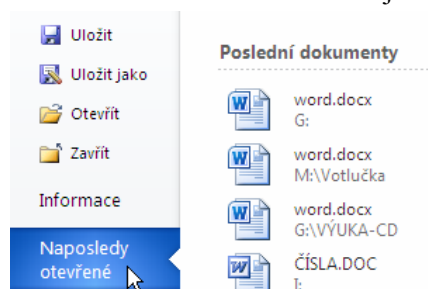 Uložit
Uložit jako
Otevřít
Zavřít
Informace
Naposledy
otevřené
Poslední dokumenty
word.docx
G:
word.docx
M:\Votlučka
word.docx
G:\VÝUKA-CD
ČÍSLA.DOC
I: